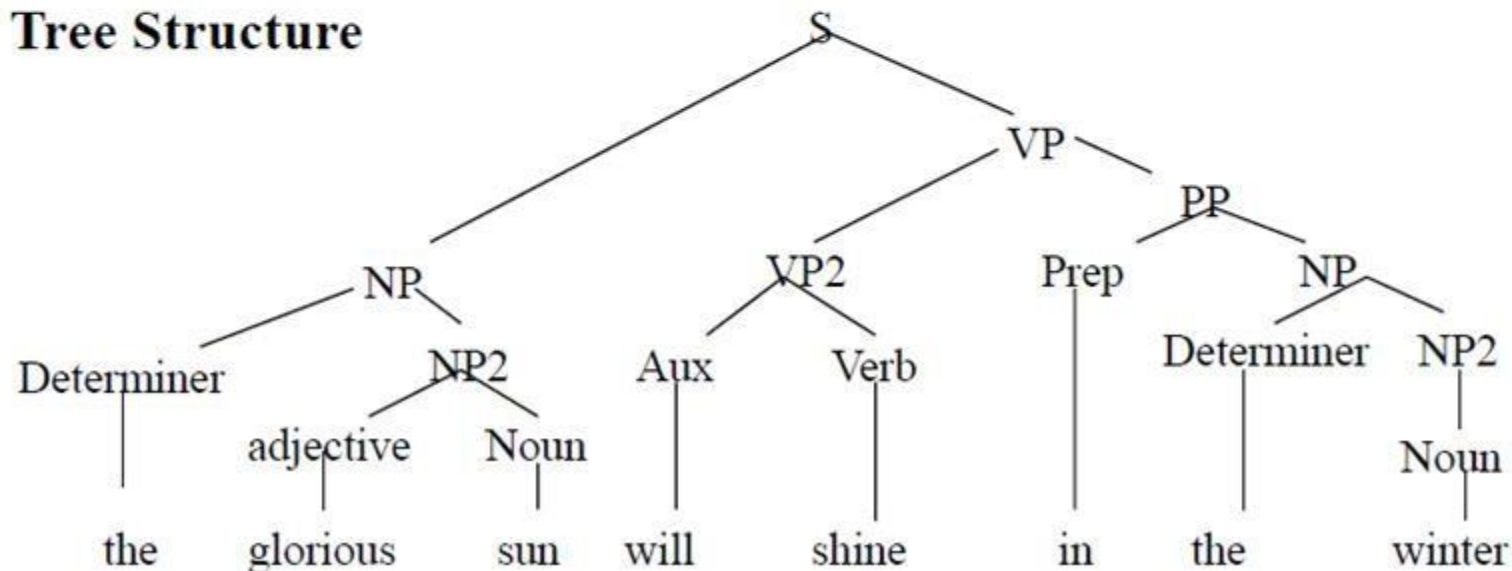 Tree Structure
S
VP
PP
NP VP2 Prep NP
Determiner NP2 Aux Verb Determiner NP2
adjective Noun Noun
the glorious sun will shine in the winter